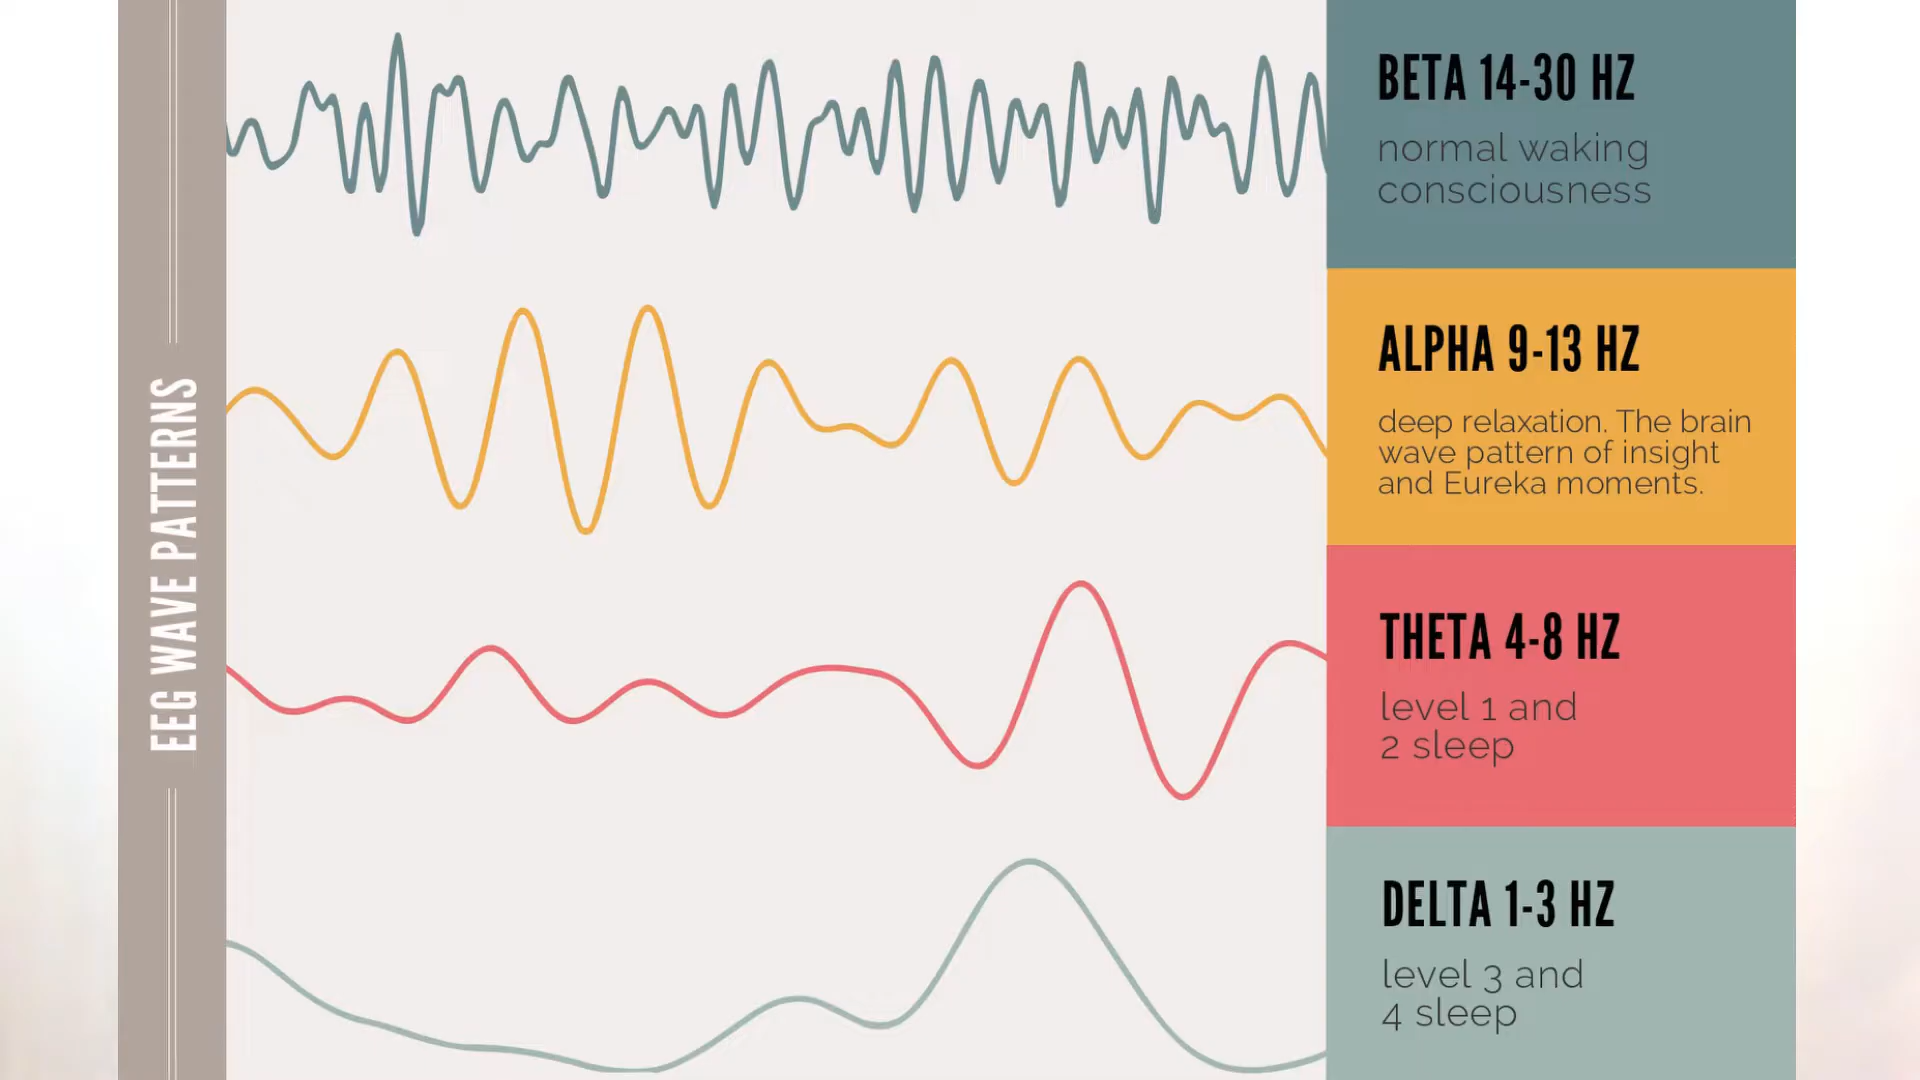 EEG WAVE PATTERNS
BETA 14-30 HZ
normal waking
consciousness
ALPHA 9-13 HZ
deep relaxation. The brain
wave pattern of insight
and Eureka moments.
THETA 4-8 HZ
level 1 and
2 sleep
DELTA 1-3 HZ
level 3 and
4 sleep